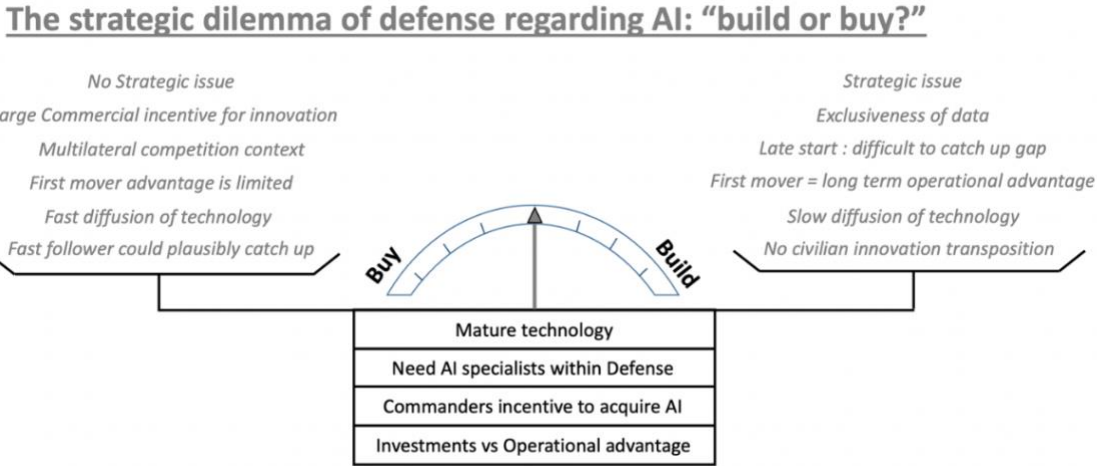 The strategic dilemma of defense regarding AI: “build or buy?”
No Strategic issue
arge Commercial incentive for innovation
Multilateral competition context
First mover advantage is limited
Fast diffusion of technology
Fast follower could plausibly catch up
Strategic issue
Exclusiveness of data
Late start : difficult to catch up gap
First mover = long term operational advantage
Slow diffusion of technology
No civilian innovation transposition
Buy
Build
Mature technology
Need AI specialists within Defense
Commanders incentive to acquire AI
Investments vs Operational advantage